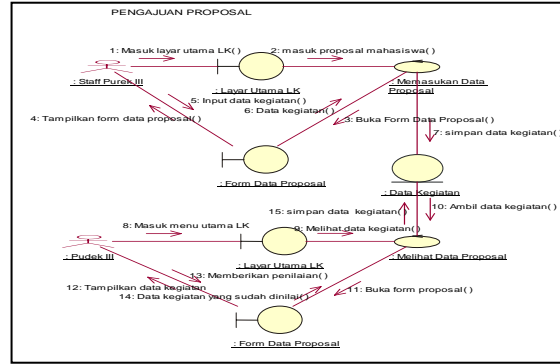 PENGAJUAN PROPOSAL
1: Masuk layar utama LK( )
2: masuk proposal mahasiswa( )
: Staff Purek III
: Layar Utama LK
: Memasukan Data
Proposal
5: Input data kegiatan( )
6: Data kegiatan( )
4: Tampilkan form data proposal( )
3: Buka Form Data Proposal( )
7: simpan data kegiatan( )
: Form Data Proposal
: Data Kegiatan
15: simpan data kegiatan( )
10: Ambil data kegiatan( )
8: Masuk menu utama LK
9: Melihat data kegiatan( )
: Pudek III
: Layar Utama LK
: Melihat Data Proposal
13: Memberikan penilaian( )
12: Tampilkan data kegiatan
14: Data kegiatan yang sudah dinilai( )
11: Buka form proposal( )
: Form Data Proposal